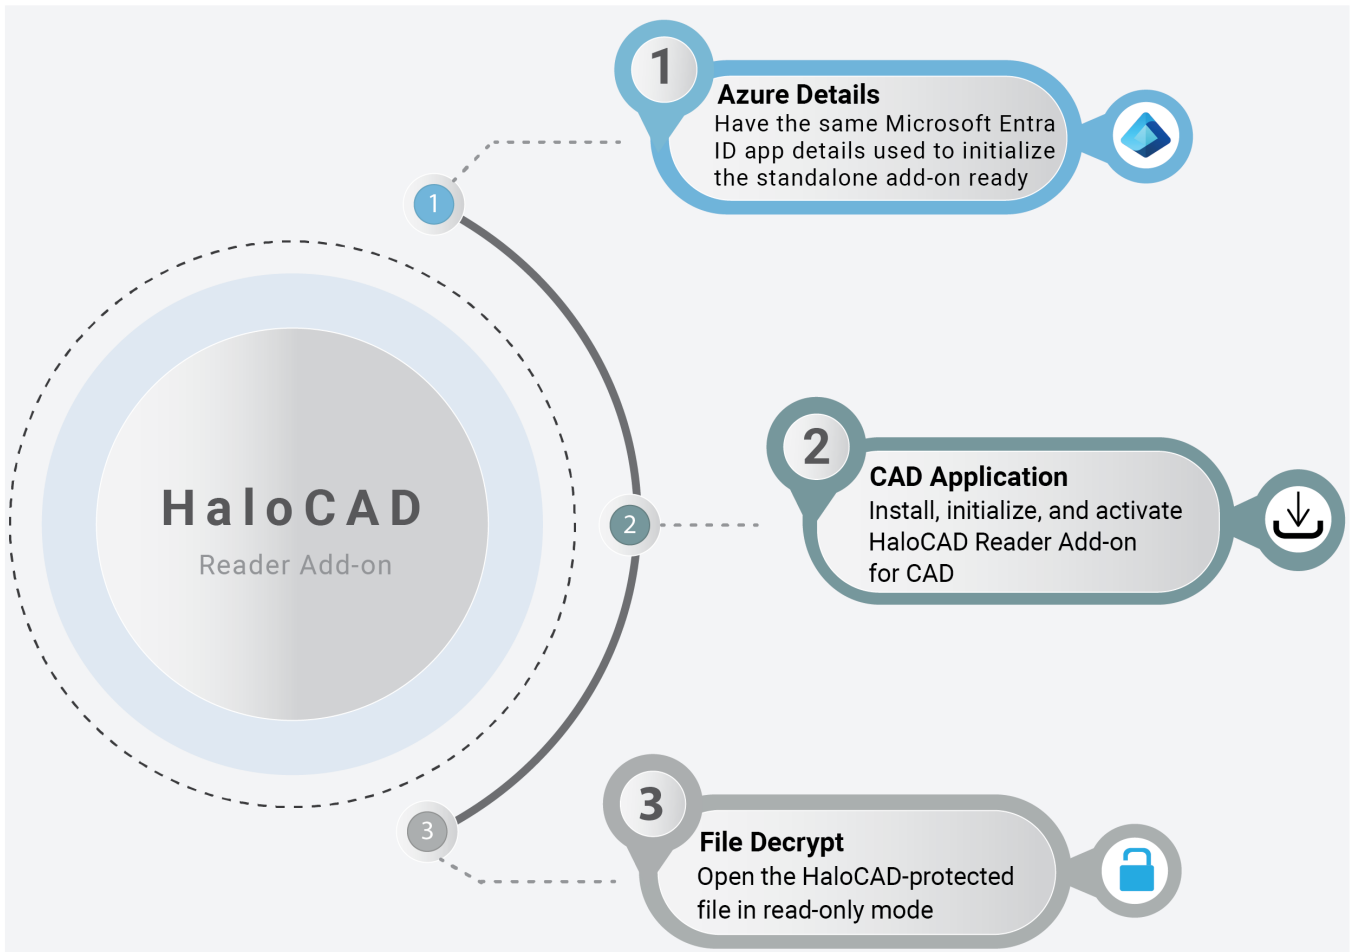 HaloCAD
Reader Add-on
1
1
Azure Details
Have the same Microsoft Entra
ID app details used to initialize
the standalone add-on ready
2
2
CAD Application
Install, initialize, and activate
HaloCAD Reader Add-on
for CAD
3
3
File Decrypt
Open the HaloCAD-protected
file in read-only mode